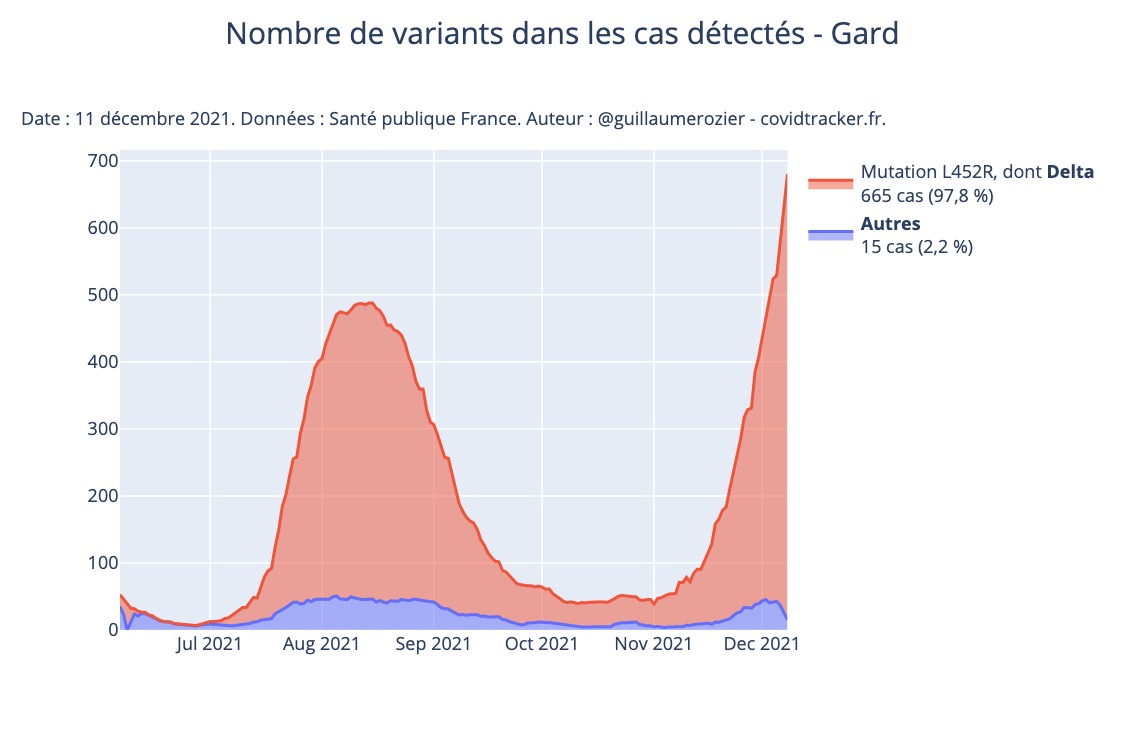 Nombre de variants dans les cas détectés - Gard
Date : 11 décembre 2021. Données : Santé publique France. Auteur : @guillaumerozier - covidtracker.fr.
700
600
500
400
300
200
100
0
Jul 2021
Aug 2021
Sep 2021
Oct 2021
Nov 2021
Dec 2021
Mutation L452R, dont Delta
665 cas (97,8 %)
Autres
15 cas (2,2 %)